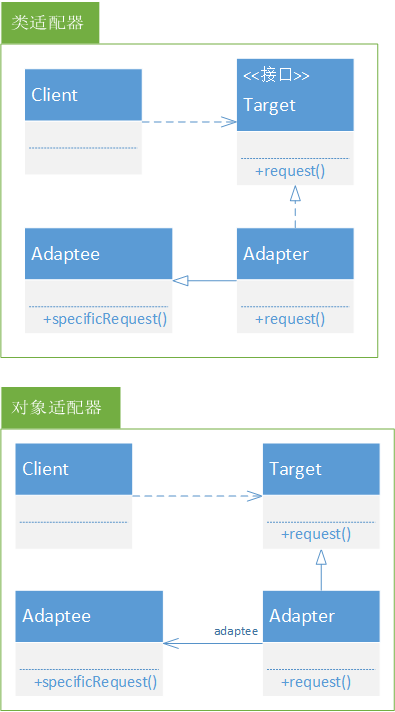 类适配器
Client
<<接口>>
Target
+request()
Adaptee
Adapter
+specificRequest()
+request()
对象适配器
Client
Target
+request()
Adaptee
adaptee
Adapter
+specificRequest()
+request()